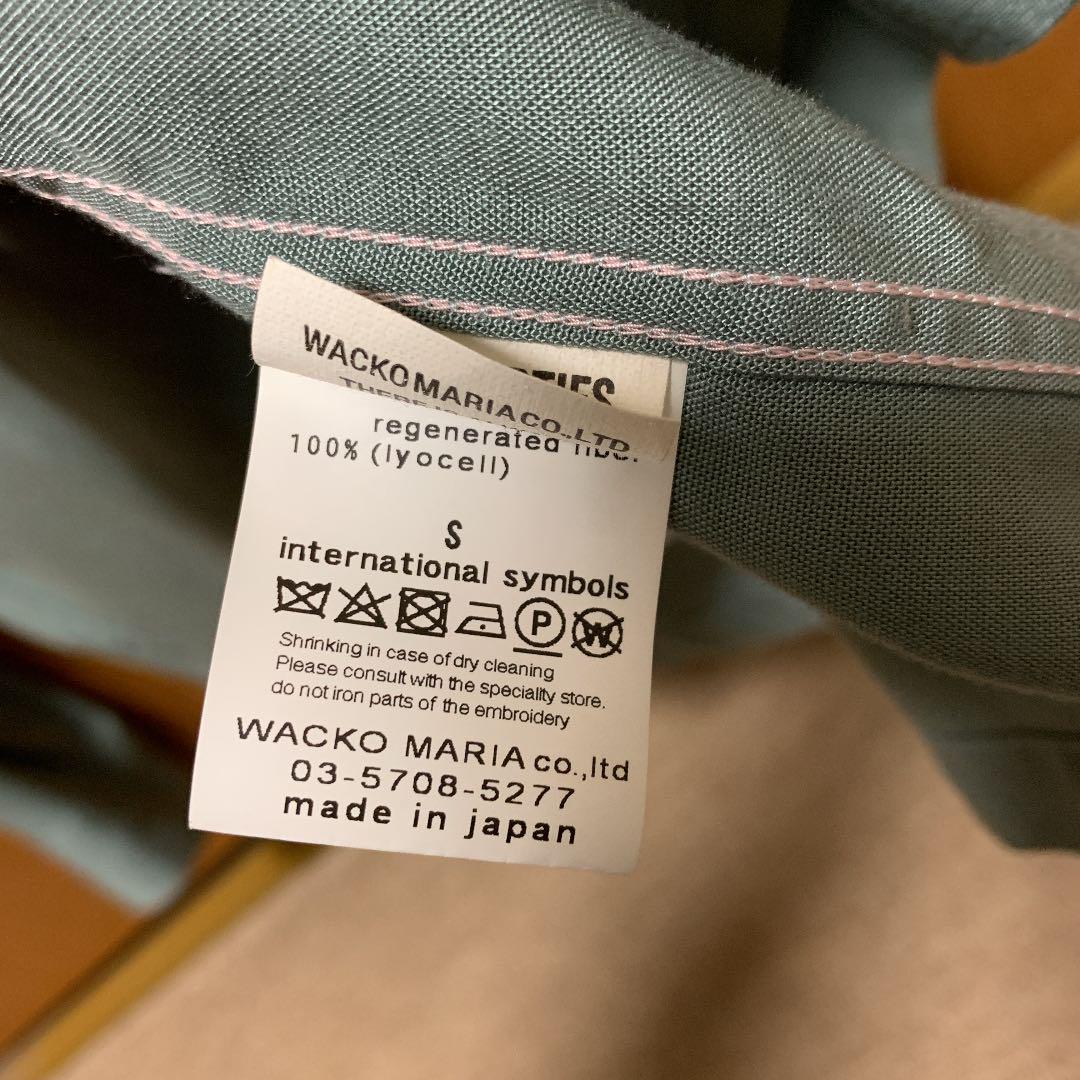 WACKO MARIA CO., LTD.
regenerated
100% (lyocell)
S
international symbols
P W
Shrinking in case of dry cleaning
Please consult with the speciality store.
do not iron parts of the embroidery
WACKO MARIA co.,ltd
03-5708-5277
made in japan